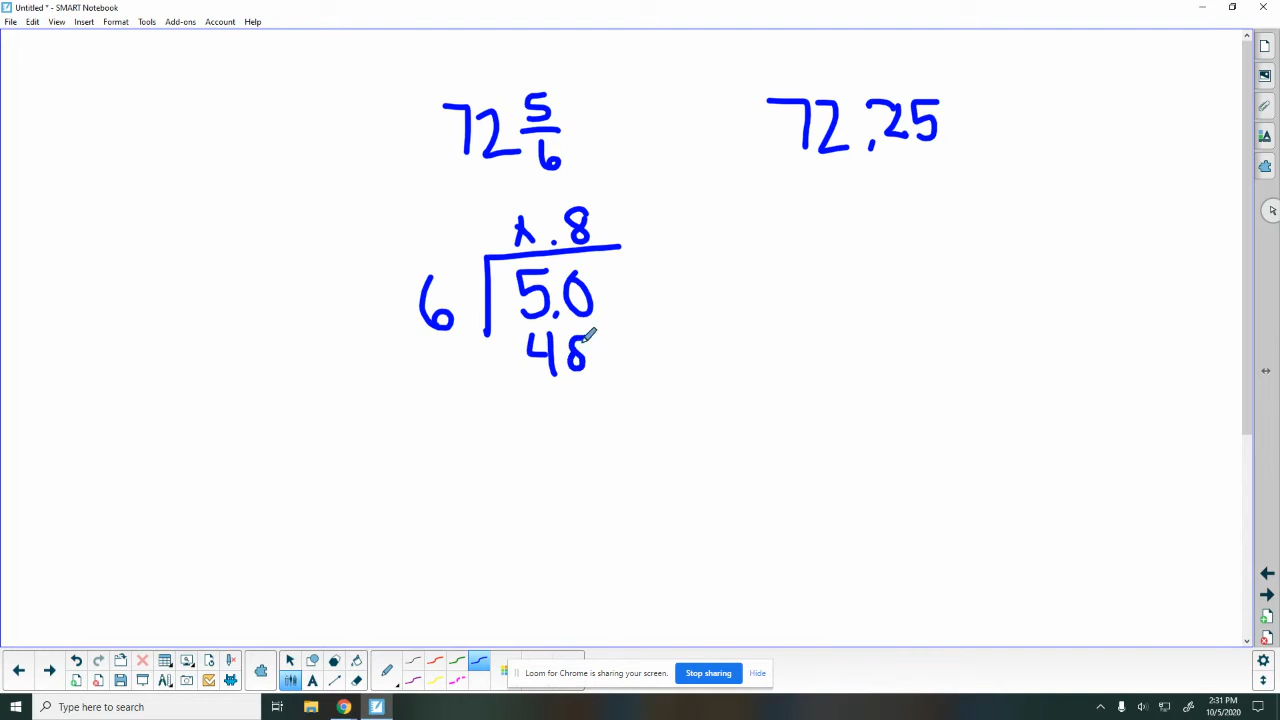 Untitled * - SMART Notebook
File Edit View Insert Format Tools Add-ons Account Help
72 5/6
72.25
x .8
6 5.0
48
Loom for Chrome is sharing your screen. Stop sharing Hide
Type here to search
2:31 PM
10/5/2020